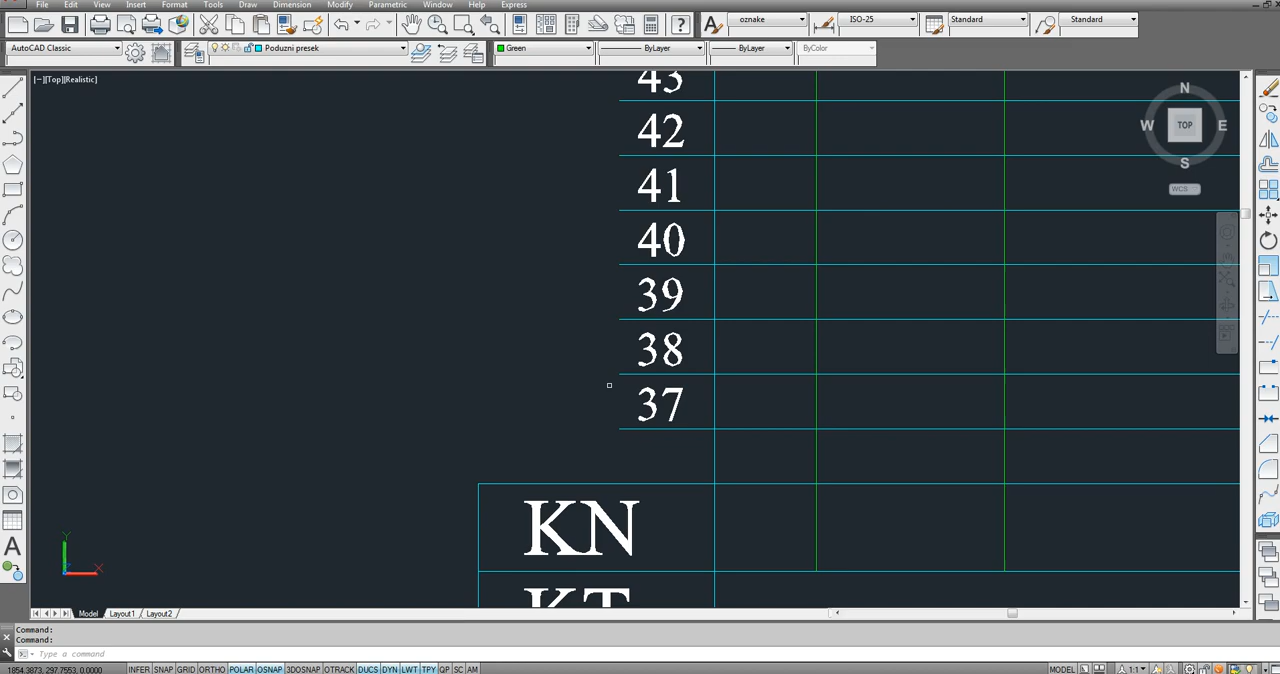 File Edit View Insert Format Tools Draw Dimension Modify Parametric Window Help Express
oznake ISO-25 Standard Standard
AutoCAD Classic Poduzni presek Green ByLayer ByLayer ByColor
[−][Top][Realistic]
43
N
42
W TOP E
S
41
WCS
40
39
38
37
KN
KT
Y
X
Model Layout1 Layout2
Command:
Command:
Type a command
1854.3873, 297.7553, 0.0000 INFER SNAP GRID ORTHO POLAR OSNAP 3DOSNAP OTRACK DUCS DYN LWT TPY QP SC AM MODEL 1:1